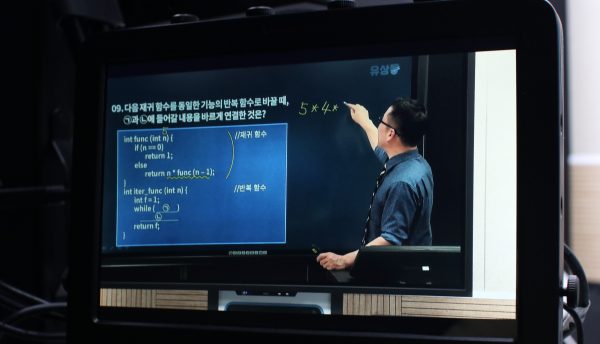 유상통
09. 다음 재귀 함수를 동일한 기능의 반복 함수로 바꿀 때,
㉠과 ㉡에 들어갈 내용을 바르게 연결한 것은?
5 * 4 *
5
int func (int n) { //재귀 함수
if (n == 0)
return 1;
else
return n * func (n - 1);
}
int iter_func (int n) { //반복 함수
int f = 1;
while ( ㉠ )
㉡
return f;
}